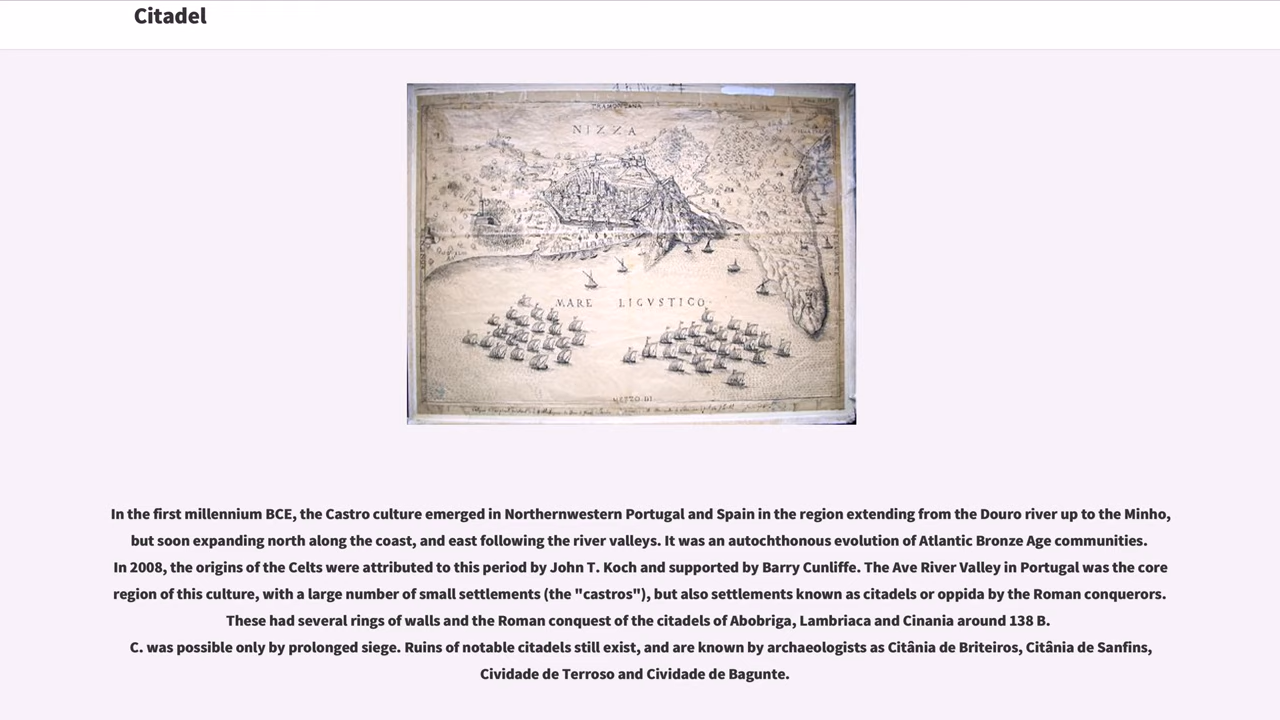 Citadel
TRAMONTANA
NIZZA
MARE LIGVSTICO
In the first millennium BCE, the Castro culture emerged in Northernwestern Portugal and Spain in the region extending from the Douro river up to the Minho,
but soon expanding north along the coast, and east following the river valleys. It was an autochthonous evolution of Atlantic Bronze Age communities.
In 2008, the origins of the Celts were attributed to this period by John T. Koch and supported by Barry Cunliffe. The Ave River Valley in Portugal was the core
region of this culture, with a large number of small settlements (the "castros"), but also settlements known as citadels or oppida by the Roman conquerors.
These had several rings of walls and the Roman conquest of the citadels of Abobriga, Lambriaca and Cinania around 138 B.
C. was possible only by prolonged siege. Ruins of notable citadels still exist, and are known by archaeologists as Citânia de Briteiros, Citânia de Sanfins,
Cividade de Terroso and Cividade de Bagunte.